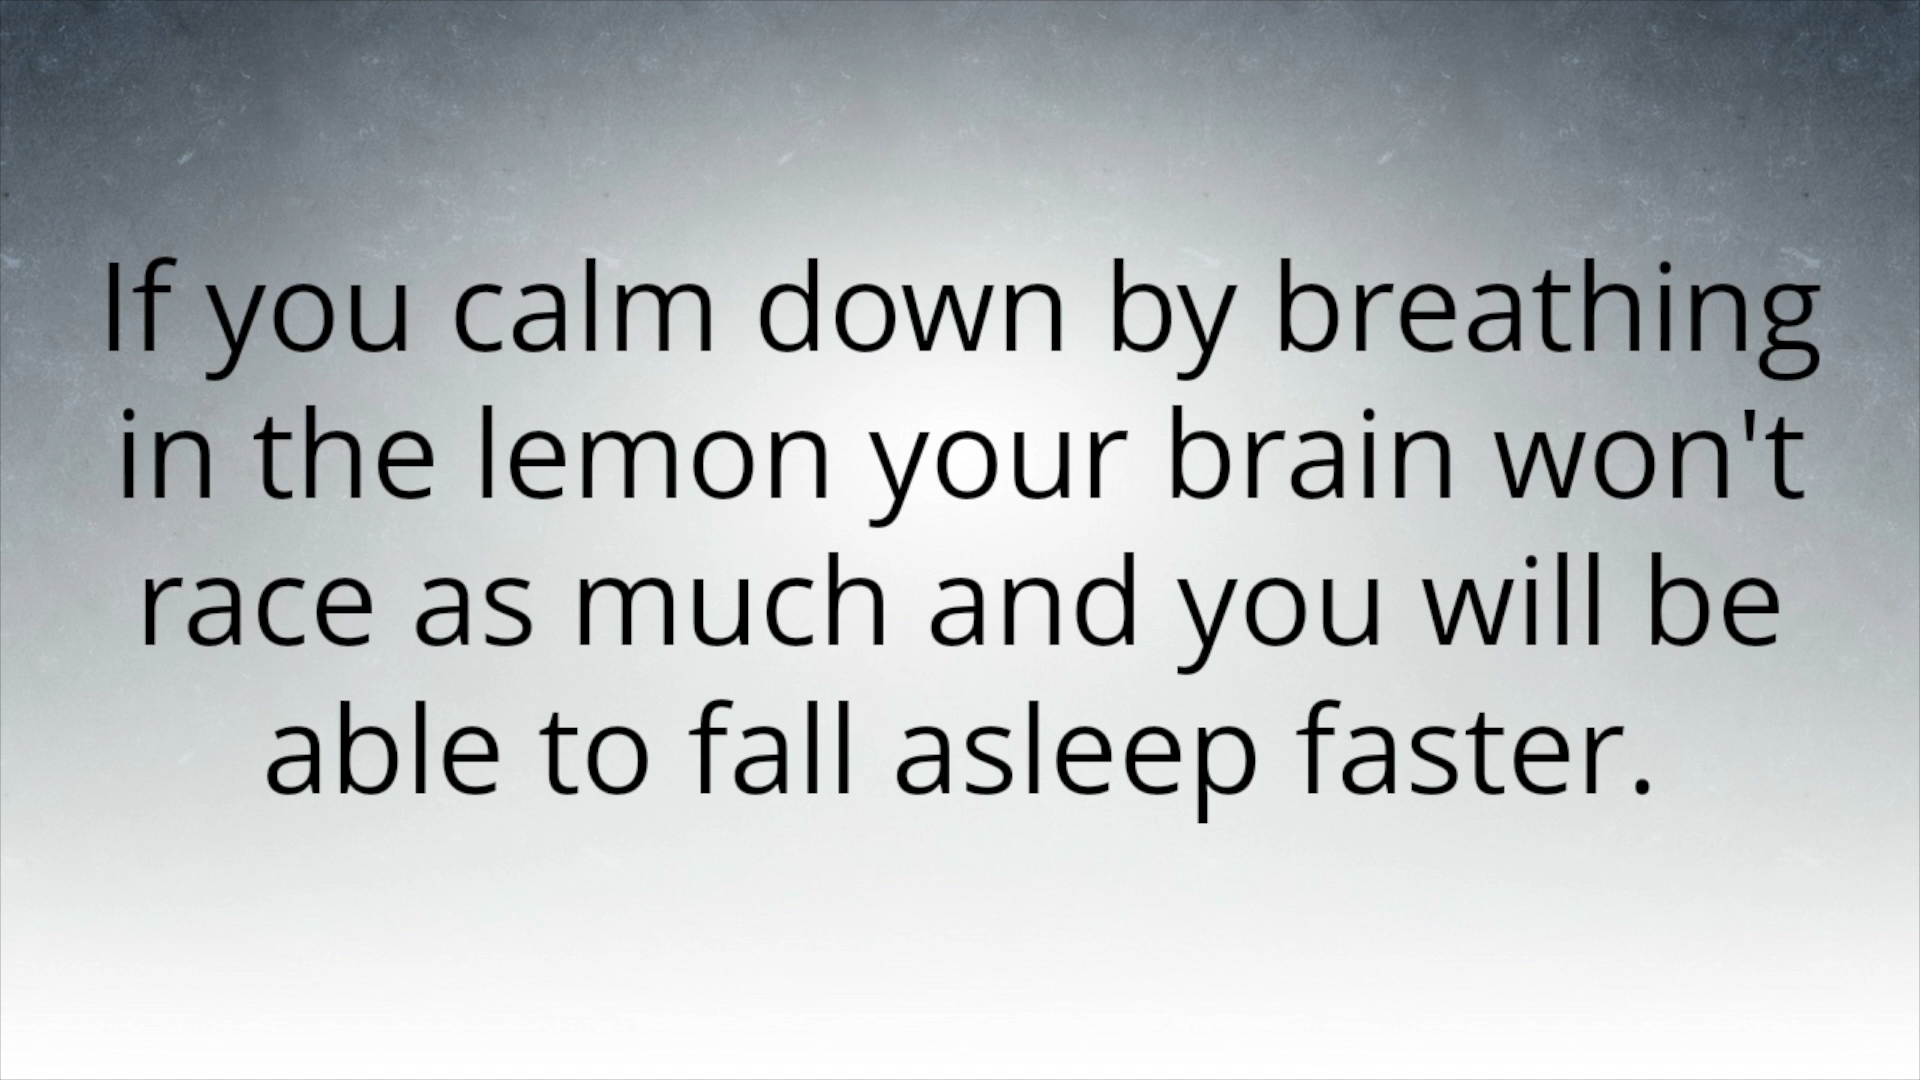 If you calm down by breathing
in the lemon your brain won't
race as much and you will be
able to fall asleep faster.